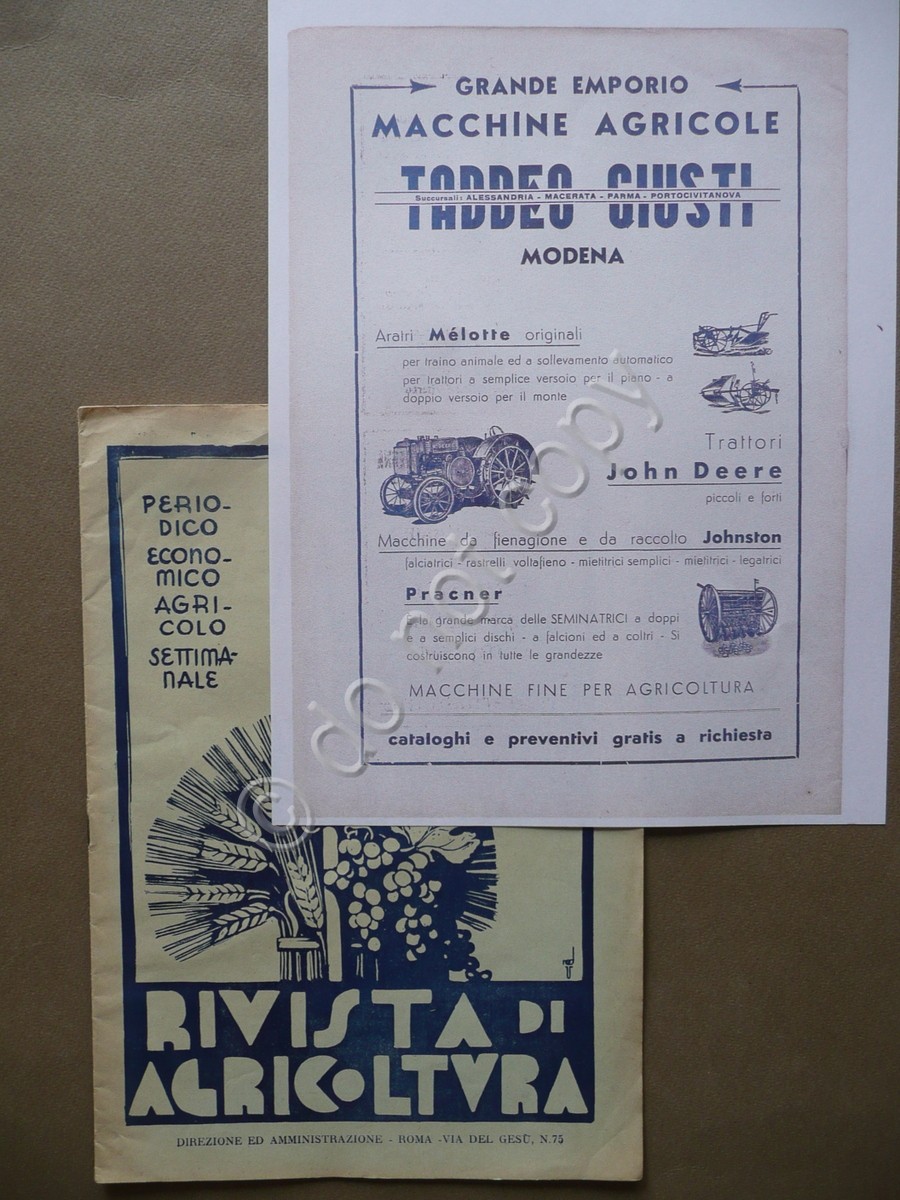 GRANDE EMPORIO
MACCHINE AGRICOLE
TADDEO GIUSTI
Succursali: ALESSANDRIA - MACERATA - PARMA - PORTOCIVITANOVA
MODENA
Aratri Mélotte originali
per traino animale ed a sollevamento automatico
per trattori a semplice versoio per il piano - a
doppio versoio per il monte
Trattori
John Deere
piccoli e forti
Macchine da fienagione e da raccolto Johnston
falciatrici - rastrelli voltafieno - mietitrici semplici - mietitrici - legatrici
Pracner
è la grande marca delle SEMINATRICI a doppi
e a semplici dischi - a falcioni ed a coltri - Si
costruiscono in tutte le grandezze
MACCHINE FINE PER AGRICOLTURA
cataloghi e preventivi gratis a richiesta
© do not copy
PERIO-
DICO
ECONO-
MICO
AGRI-
COLO
SETTIMA-
NALE
RIVISTA DI
AGRICOLTVRA
DIREZIONE ED AMMINISTRAZIONE - ROMA - VIA DEL GESÙ, N. 75